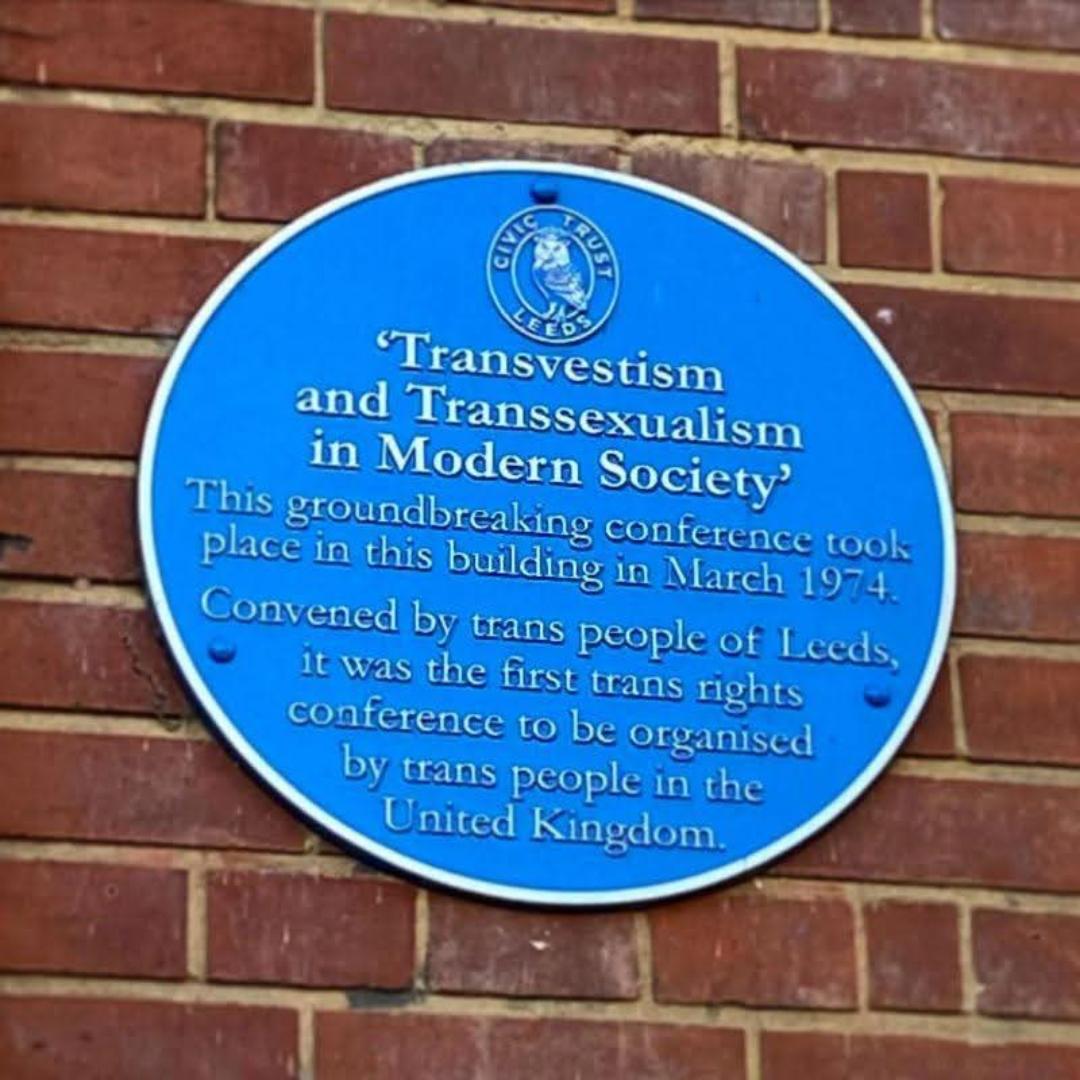 CIVIC TRUST
LEEDS
‘Transvestism
and Transsexualism
in Modern Society’
This groundbreaking conference took
place in this building in March 1974.
Convened by trans people of Leeds,
it was the first trans rights
conference to be organised
by trans people in the
United Kingdom.